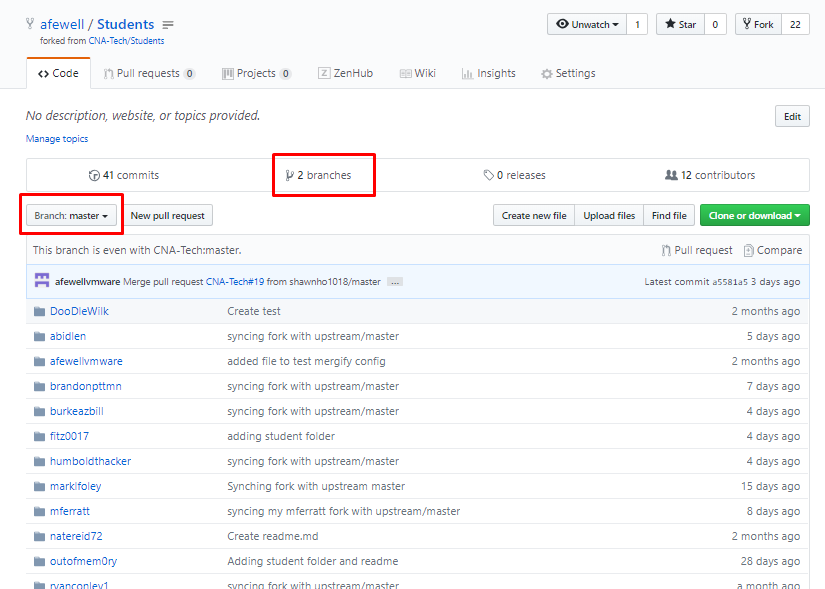 afewell / Students
Unwatch 1 Star 0 Fork 22
forked from CNA-Tech/Students
Code Pull requests 0 Projects 0 ZenHub Wiki Insights Settings
No description, website, or topics provided. Edit
Manage topics
41 commits 2 branches 0 releases 12 contributors
Branch: master New pull request Create new file Upload files Find file Clone or download
This branch is even with CNA-Tech:master. Pull request Compare
afewellvmware Merge pull request CNA-Tech#19 from shawnho1018/master ... Latest commit a5581a5 3 days ago
DooDleWilk Create test 2 months ago
abidlen syncing fork with upstream/master 5 days ago
afewellvmware added file to test mergify config 2 months ago
brandonpttmn syncing fork with upstream/master 7 days ago
burkeazbill syncing fork with upstream/master 4 days ago
fitz0017 adding student folder 4 days ago
humboldthacker syncing fork with upstream/master 4 days ago
marklfoley Synching fork with upstream master 15 days ago
mferratt syncing my mferratt fork with upstream/master 8 days ago
natereid72 Create readme.md 2 months ago
outofmem0ry Adding student folder and readme 28 days ago
ryanconley1 syncing fork with upstream/master a month ago